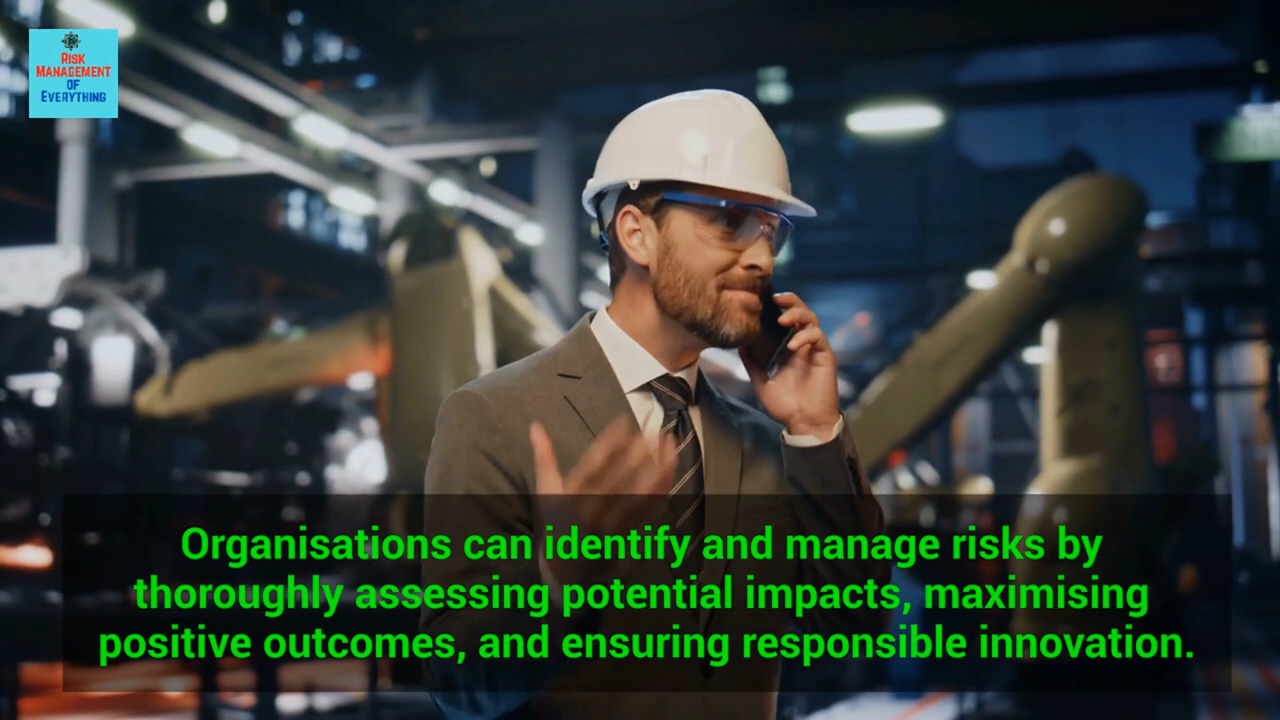 Risk
Management
of
Everything
Organisations can identify and manage risks by
thoroughly assessing potential impacts, maximising
positive outcomes, and ensuring responsible innovation.